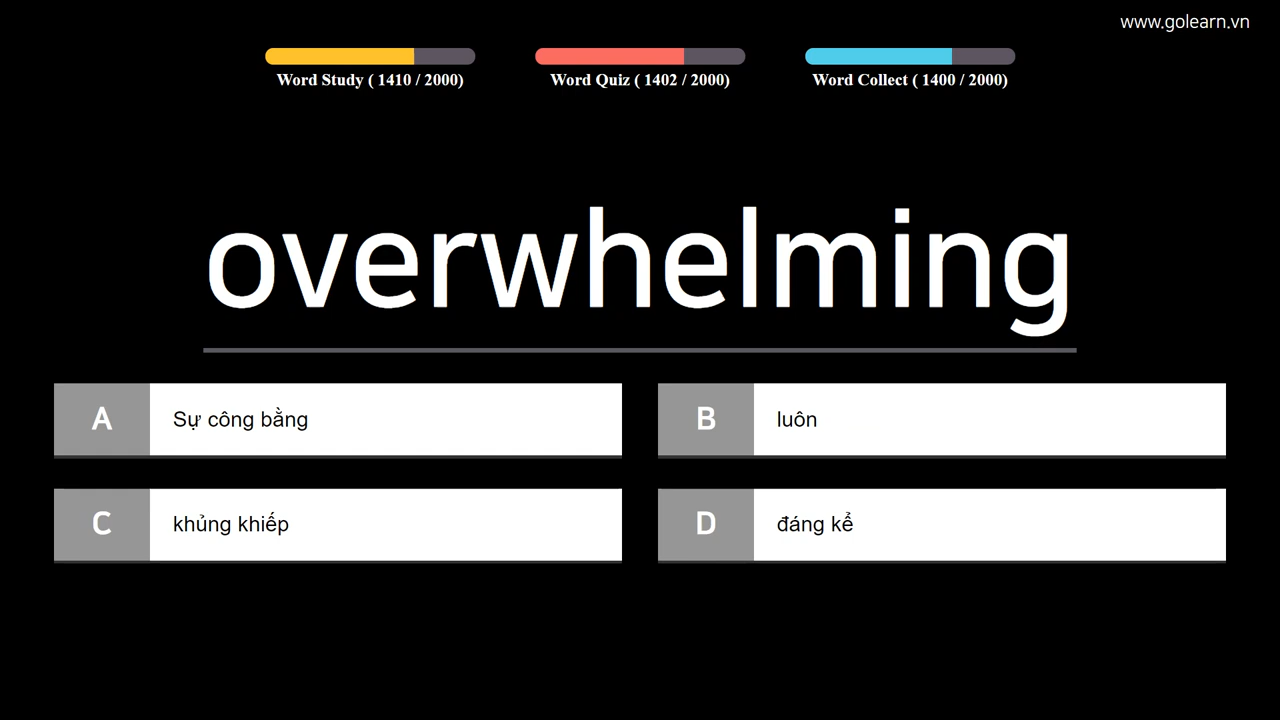 www.golearn.vn
Word Study ( 1410 / 2000)
Word Quiz ( 1402 / 2000)
Word Collect ( 1400 / 2000)
overwhelming
A Sự công bằng
B luôn
C khủng khiếp
D đáng kể